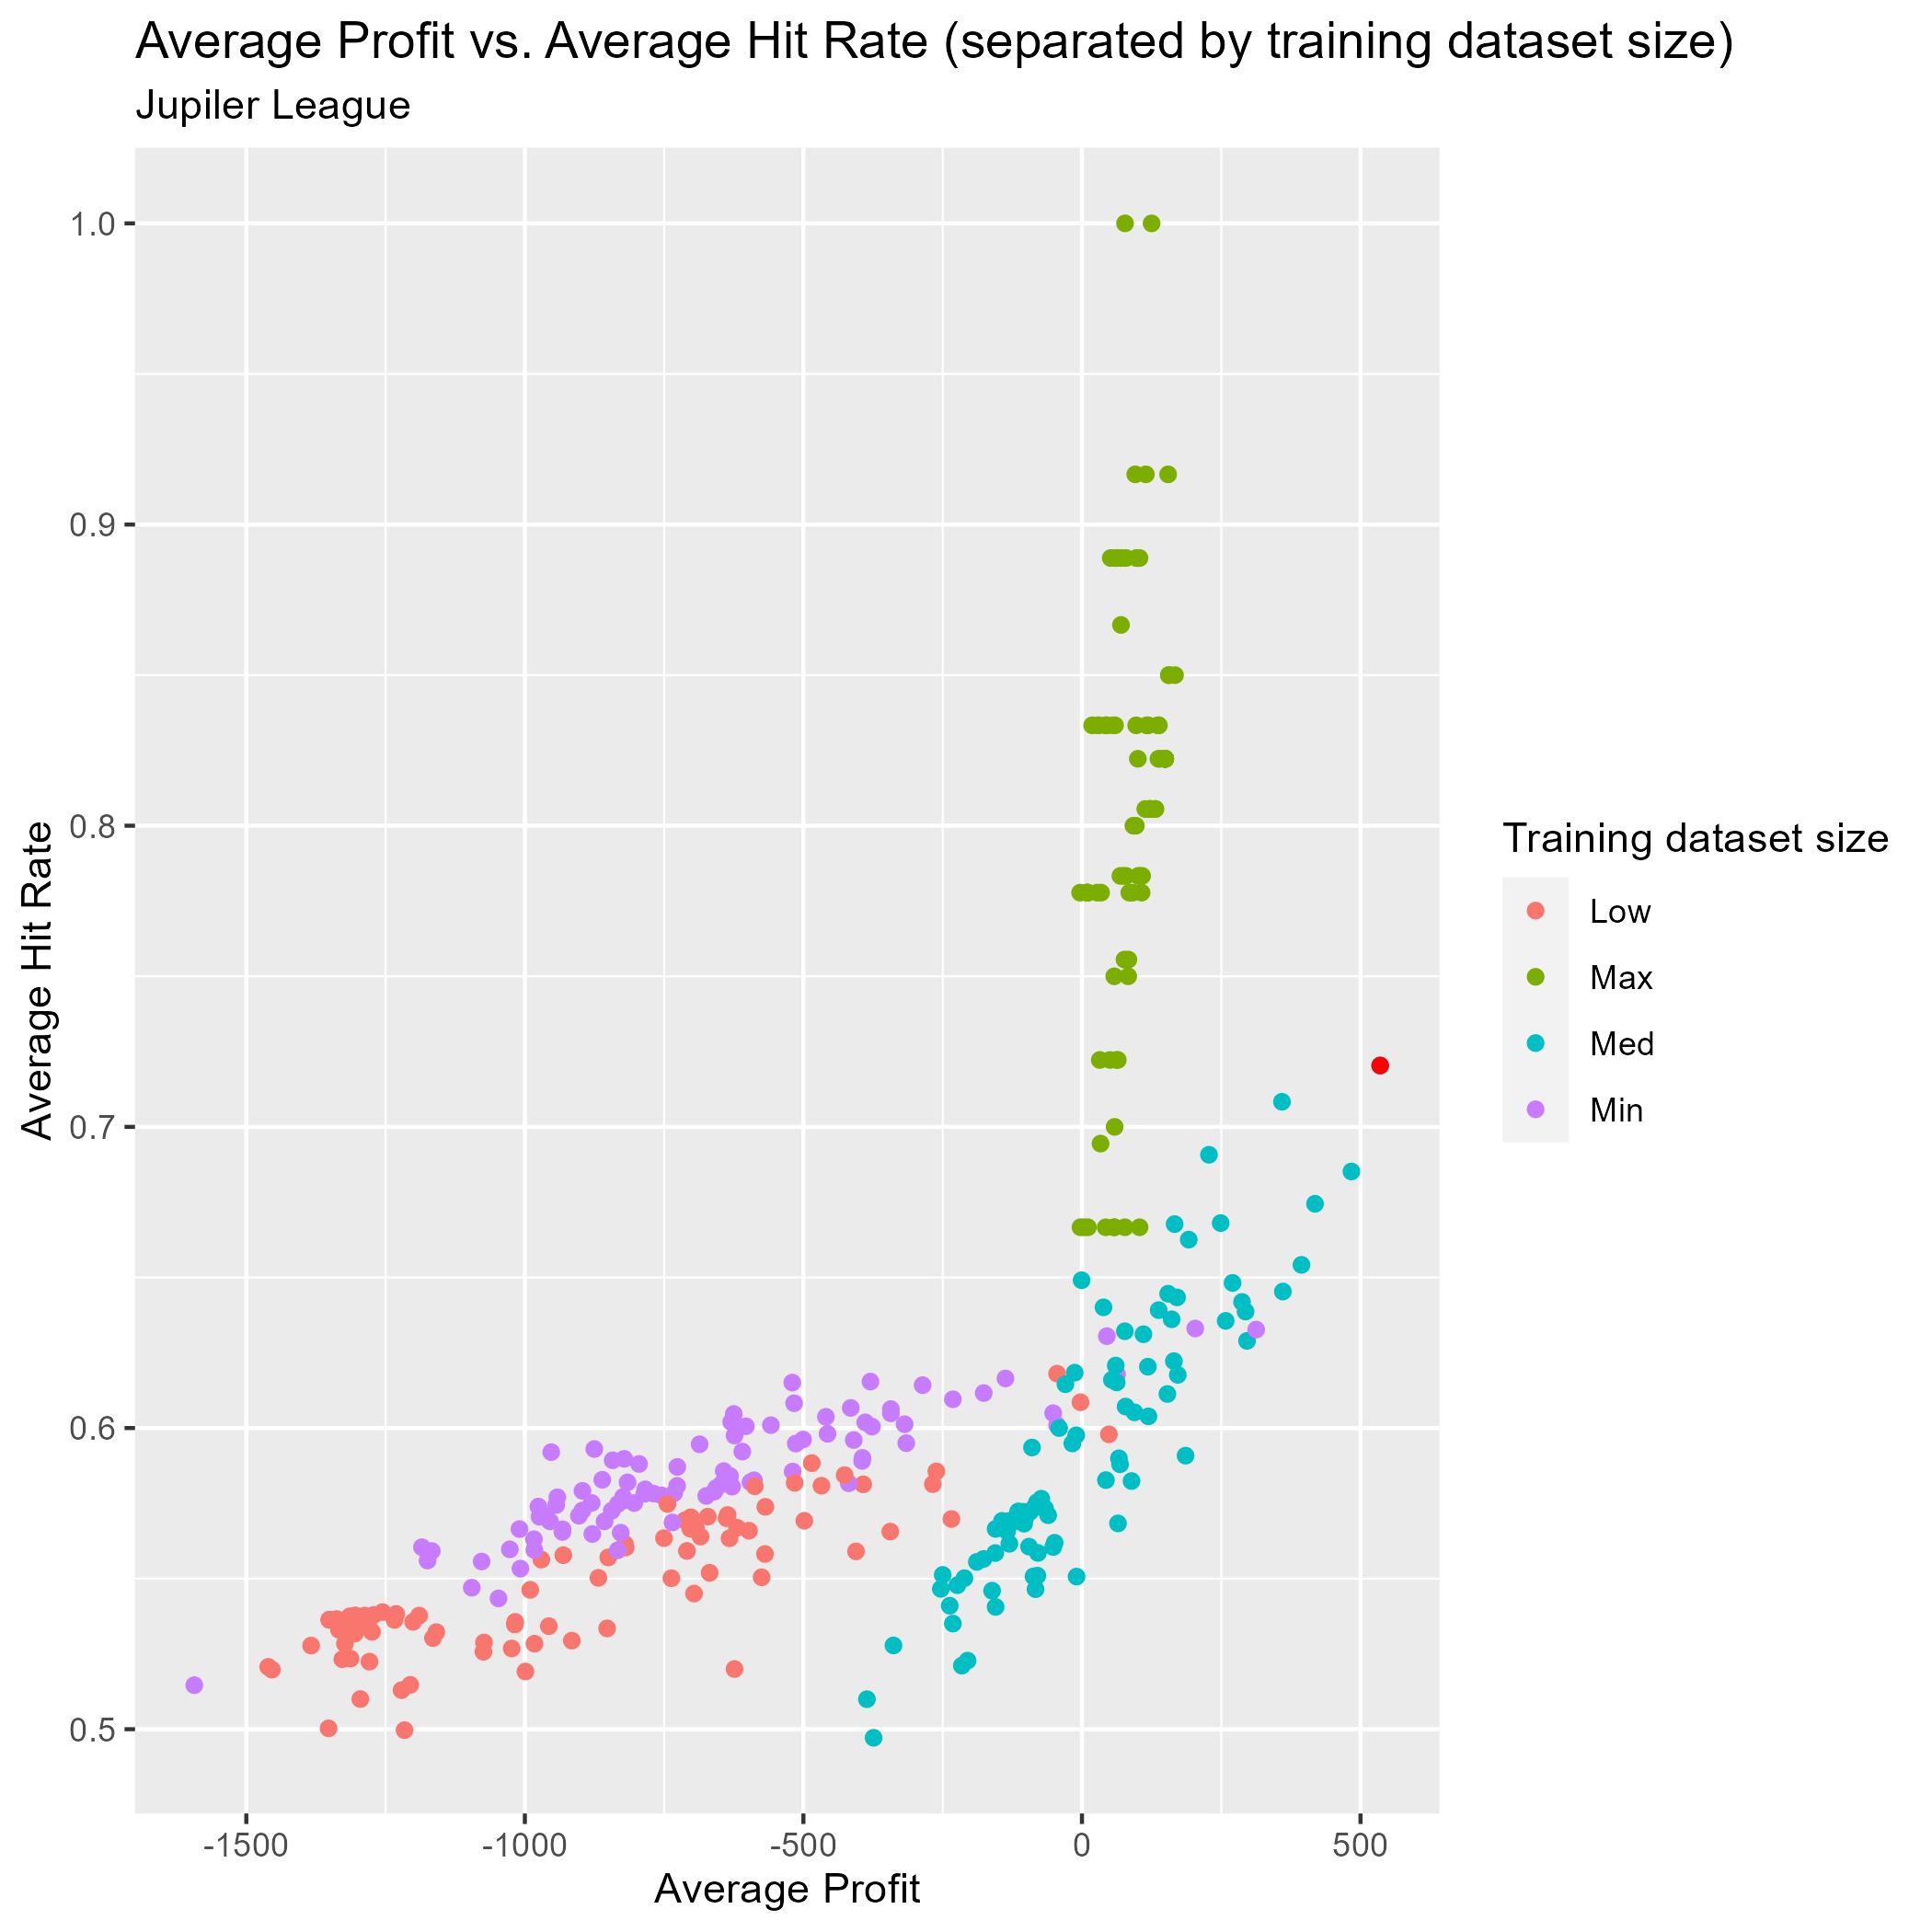 Average Profit vs. Average Hit Rate (separated by training dataset size)
Jupiler League
1.0
0.9
0.8
0.7
0.6
0.5
Average Hit Rate
-1500
-1000
-500
0
500
Average Profit
Training dataset size
Low
Max
Med
Min